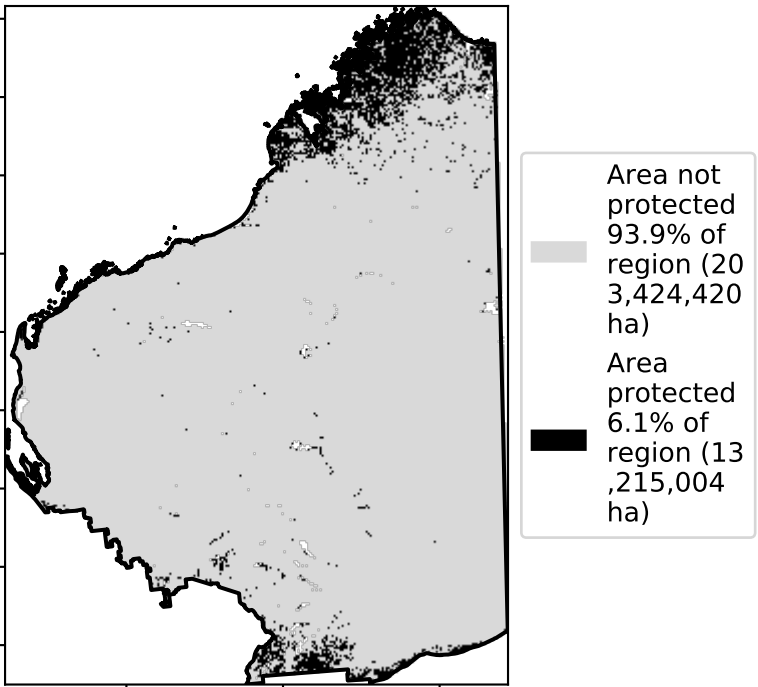 Area not
protected
93.9% of
region (20
3,424,420
ha)
Area
protected
6.1% of
region (13
,215,004
ha)